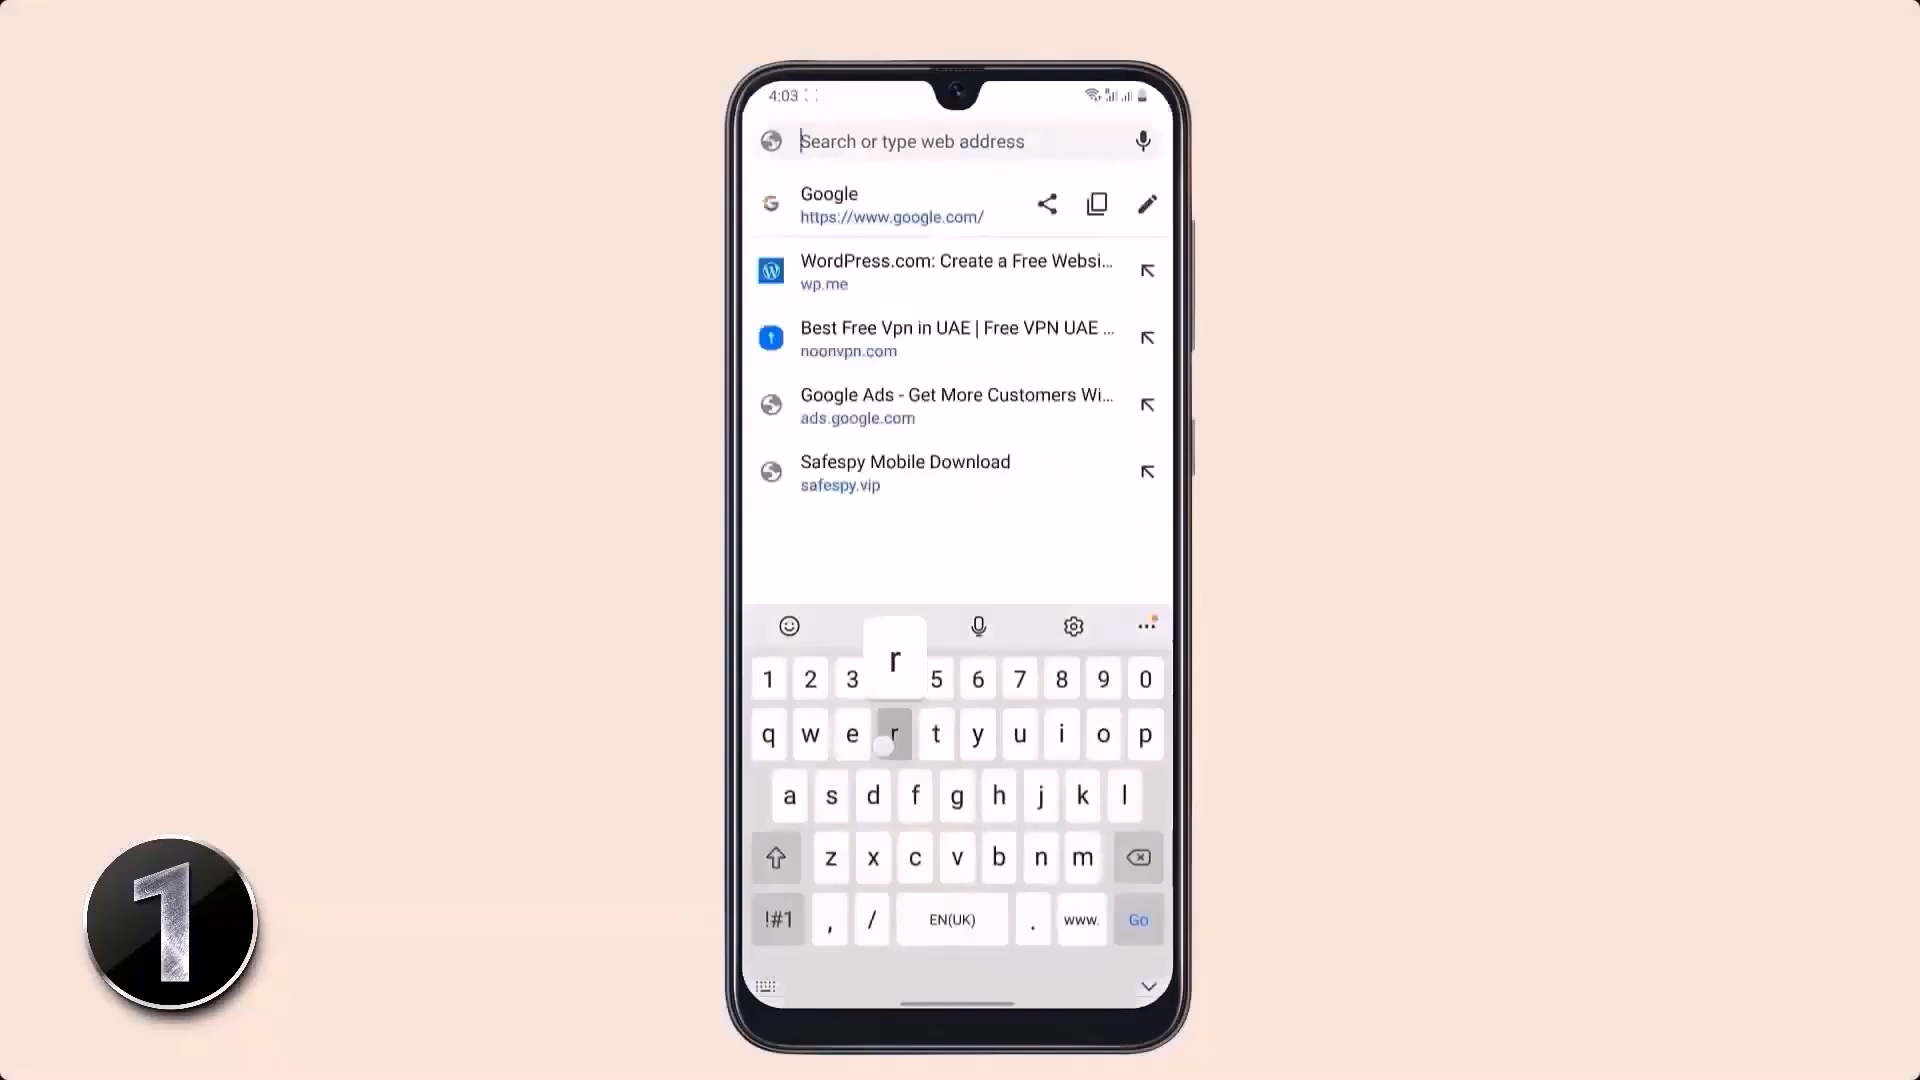 4:03
Search or type web address
Google
https://www.google.com/
WordPress.com: Create a Free Websi...
wp.me
Best Free Vpn in UAE | Free VPN UAE ...
noonvpn.com
Google Ads - Get More Customers Wi...
ads.google.com
Safespy Mobile Download
safespy.vip
r
1 2 3 5 6 7 8 9 0
q w e r t y u i o p
a s d f g h j k l
z x c v b n m
!#1 , / EN(UK) . www. Go
1